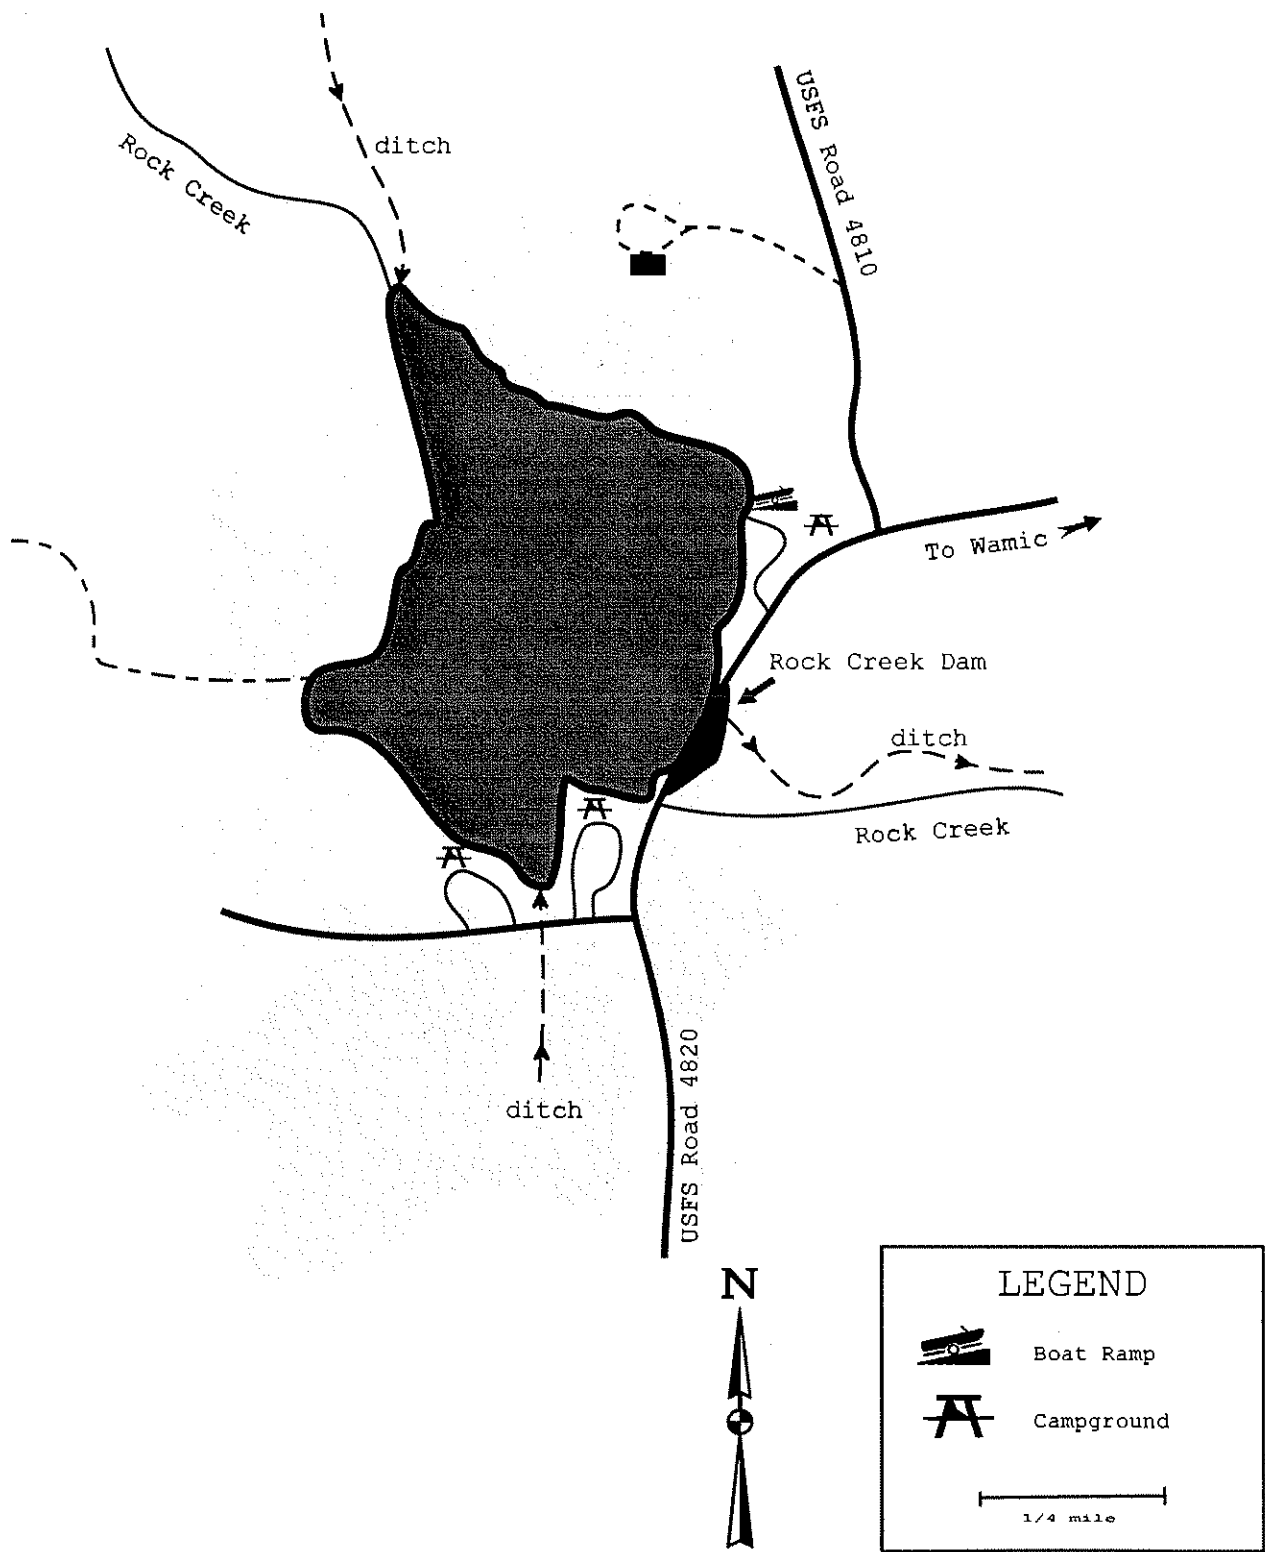 ditch
Rock Creek
USFS Road 4810
To Wamic
Rock Creek Dam
ditch
Rock Creek
ditch
USFS Road 4820
N
LEGEND
Boat Ramp
Campground
1/4 mile